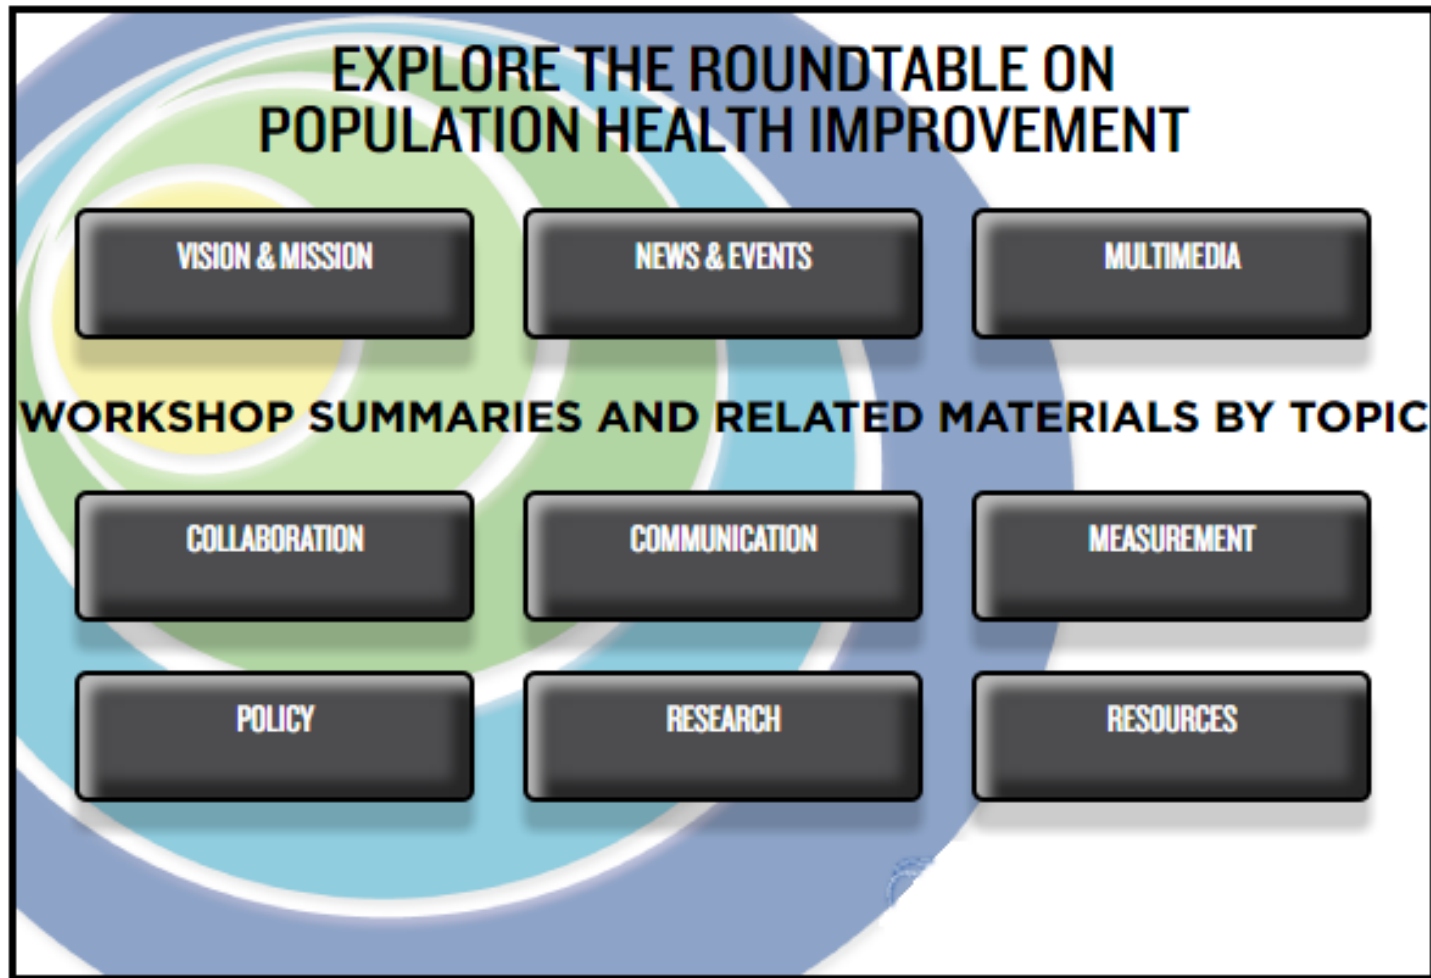 EXPLORE THE ROUNDTABLE ON
POPULATION HEALTH IMPROVEMENT
VISION & MISSION
NEWS & EVENTS
MULTIMEDIA
WORKSHOP SUMMARIES AND RELATED MATERIALS BY TOPIC
COLLABORATION
COMMUNICATION
MEASUREMENT
POLICY
RESEARCH
RESOURCES